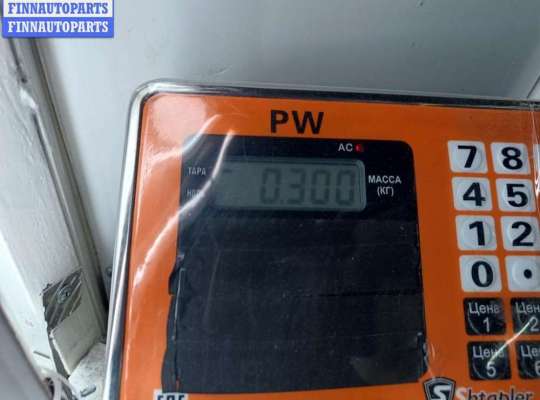 FINNAUTOPARTS
FINNAUTOPARTS
PW
AC
ТАРА
0.300
МАССА
(КГ)
7 8
4 5
1 2
0 •
Цена
1
Цена
5
Shtapler